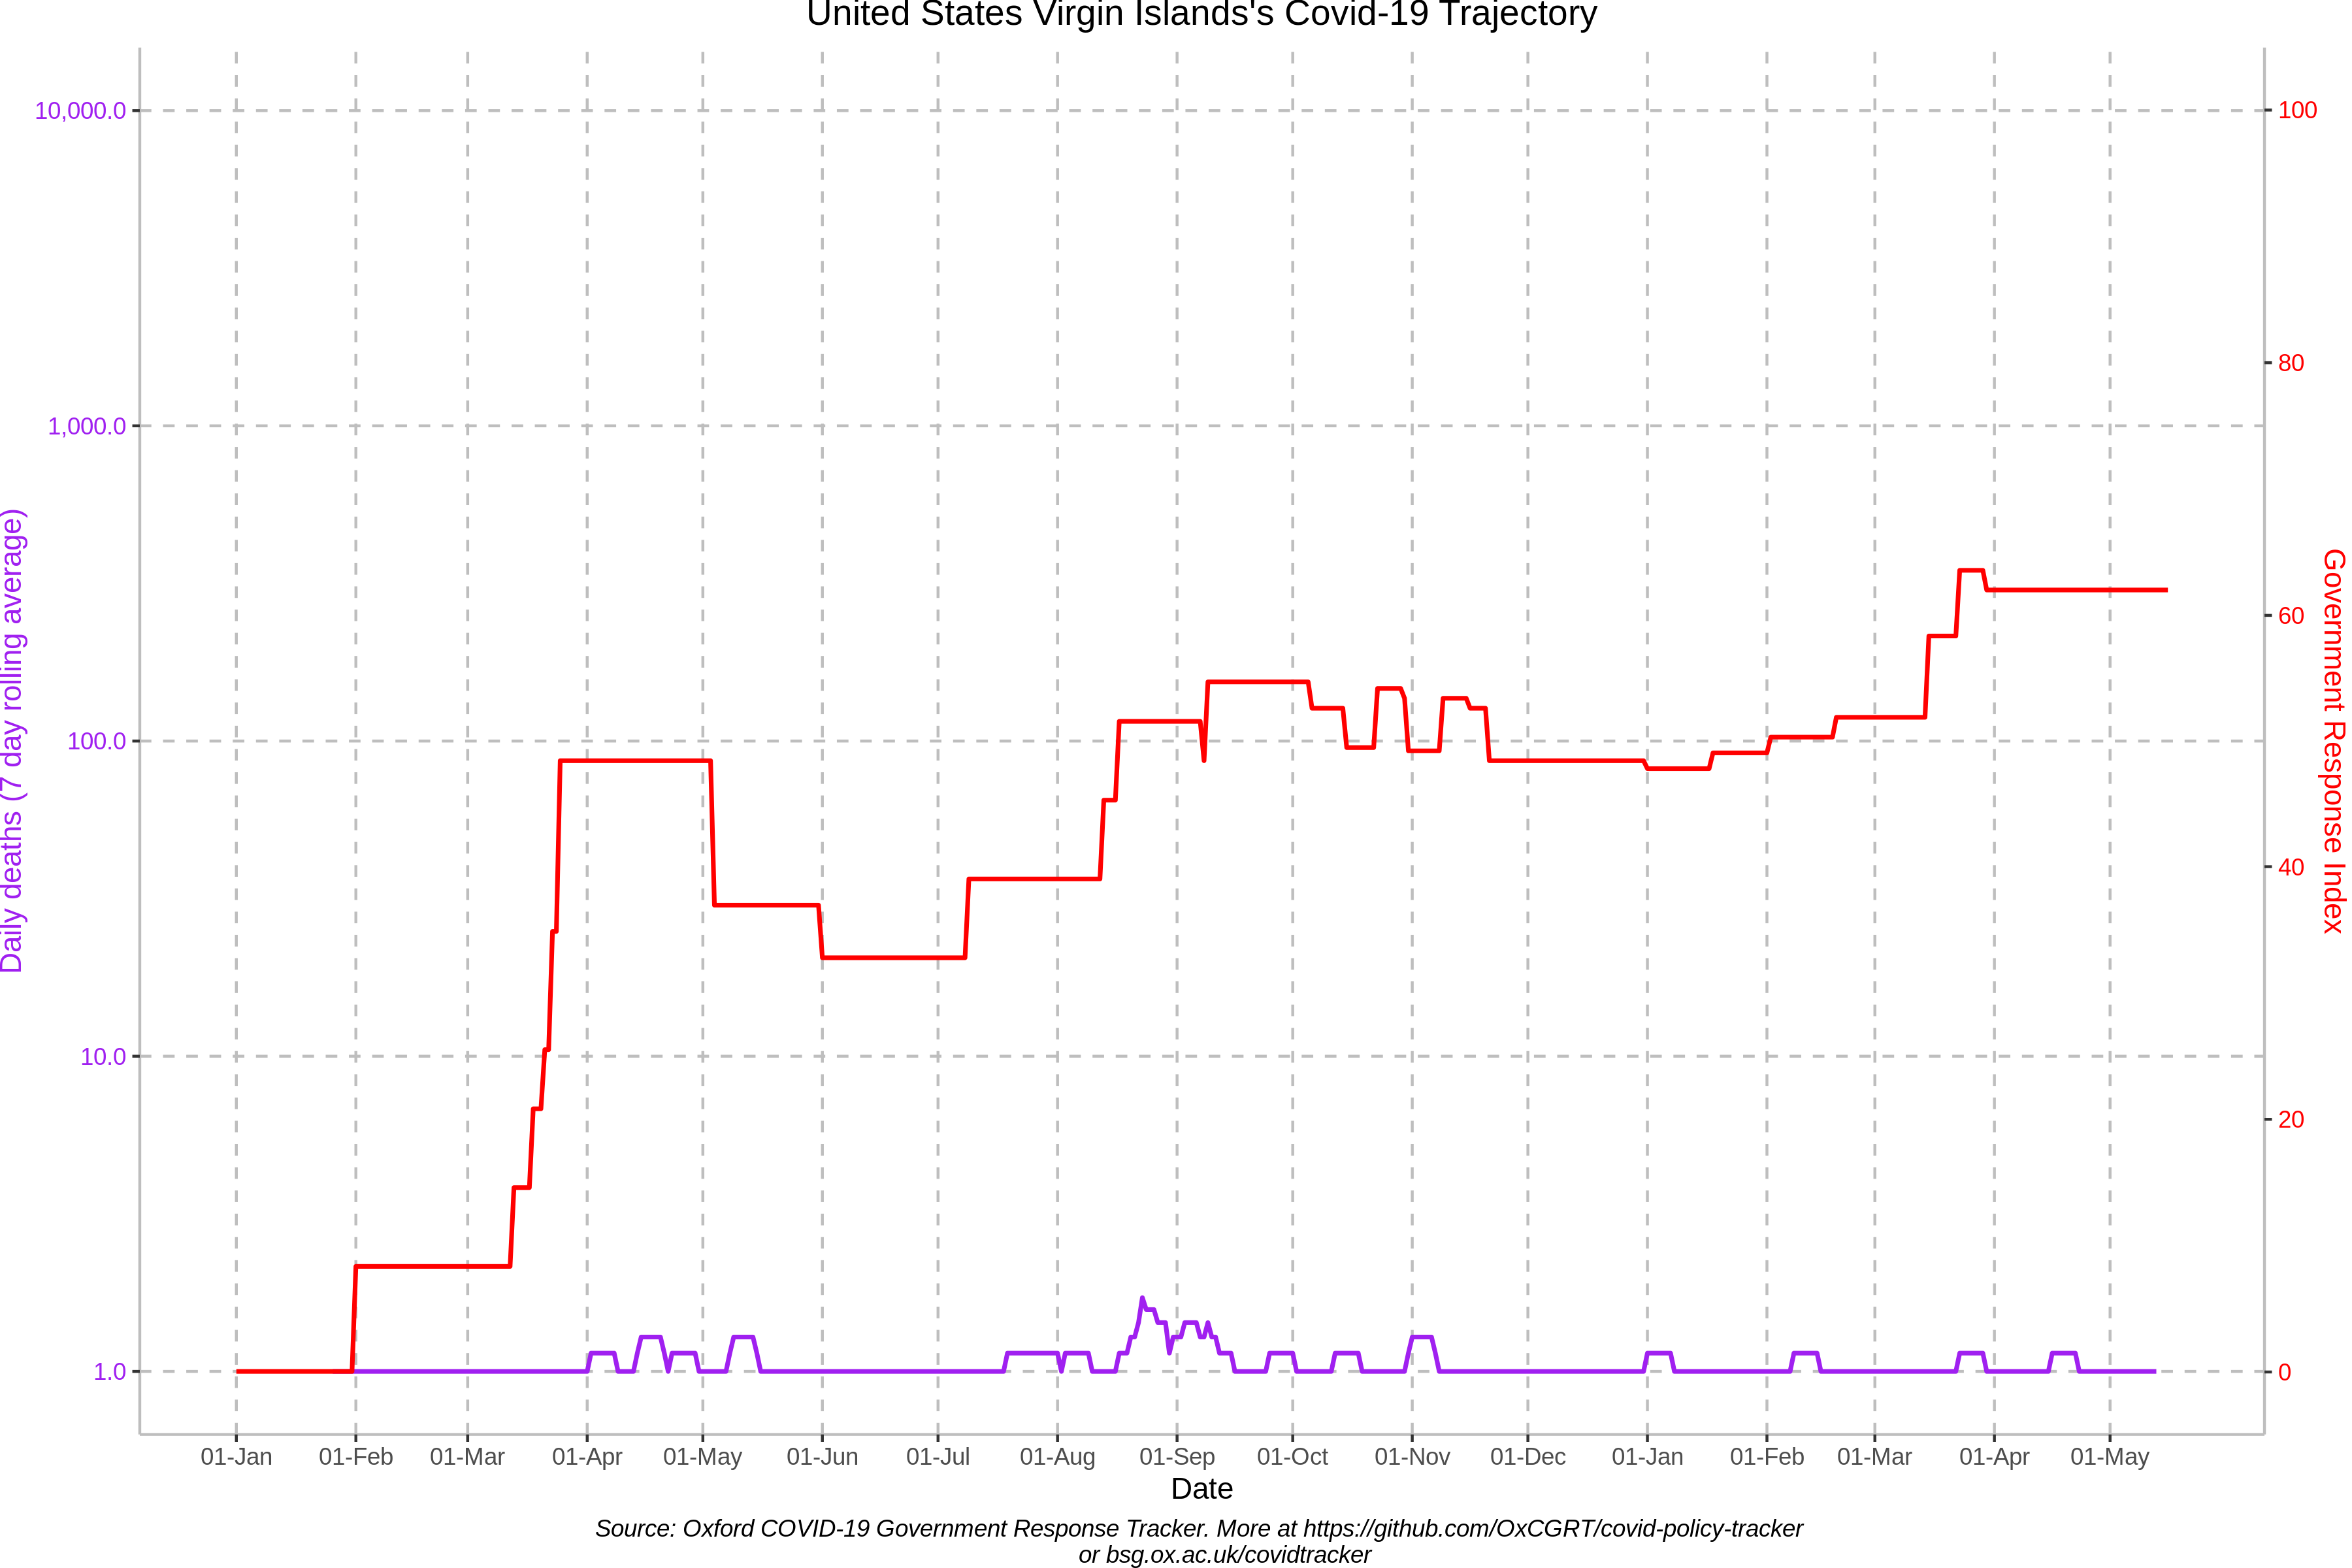 United States Virgin Islands's Covid-19 Trajectory
10,000.0
1,000.0
100.0
10.0
1.0
Daily deaths (7 day rolling average)
100
80
60
40
20
0
Government Response Index
01-Jan 01-Feb 01-Mar 01-Apr 01-May 01-Jun 01-Jul 01-Aug 01-Sep 01-Oct 01-Nov 01-Dec 01-Jan 01-Feb 01-Mar 01-Apr 01-May
Date
Source: Oxford COVID-19 Government Response Tracker. More at https://github.com/OxCGRT/covid-policy-tracker
or bsg.ox.ac.uk/covidtracker